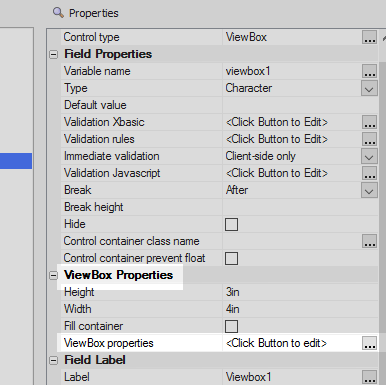 Properties
Control type ViewBox ...
Field Properties
Variable name viewbox1 ...
Type Character
Default value
Validation Xbasic <Click Button to Edit> ...
Validation rules <Click Button to Edit> ...
Immediate validation Client-side only
Validation Javascript <Click Button to Edit> ...
Break After
Break height
Hide
Control container class name ...
Control container prevent float
ViewBox Properties
Height 3in
Width 4in
Fill container
ViewBox properties <Click Button to edit> ...
Field Label
Label Viewbox1 ...